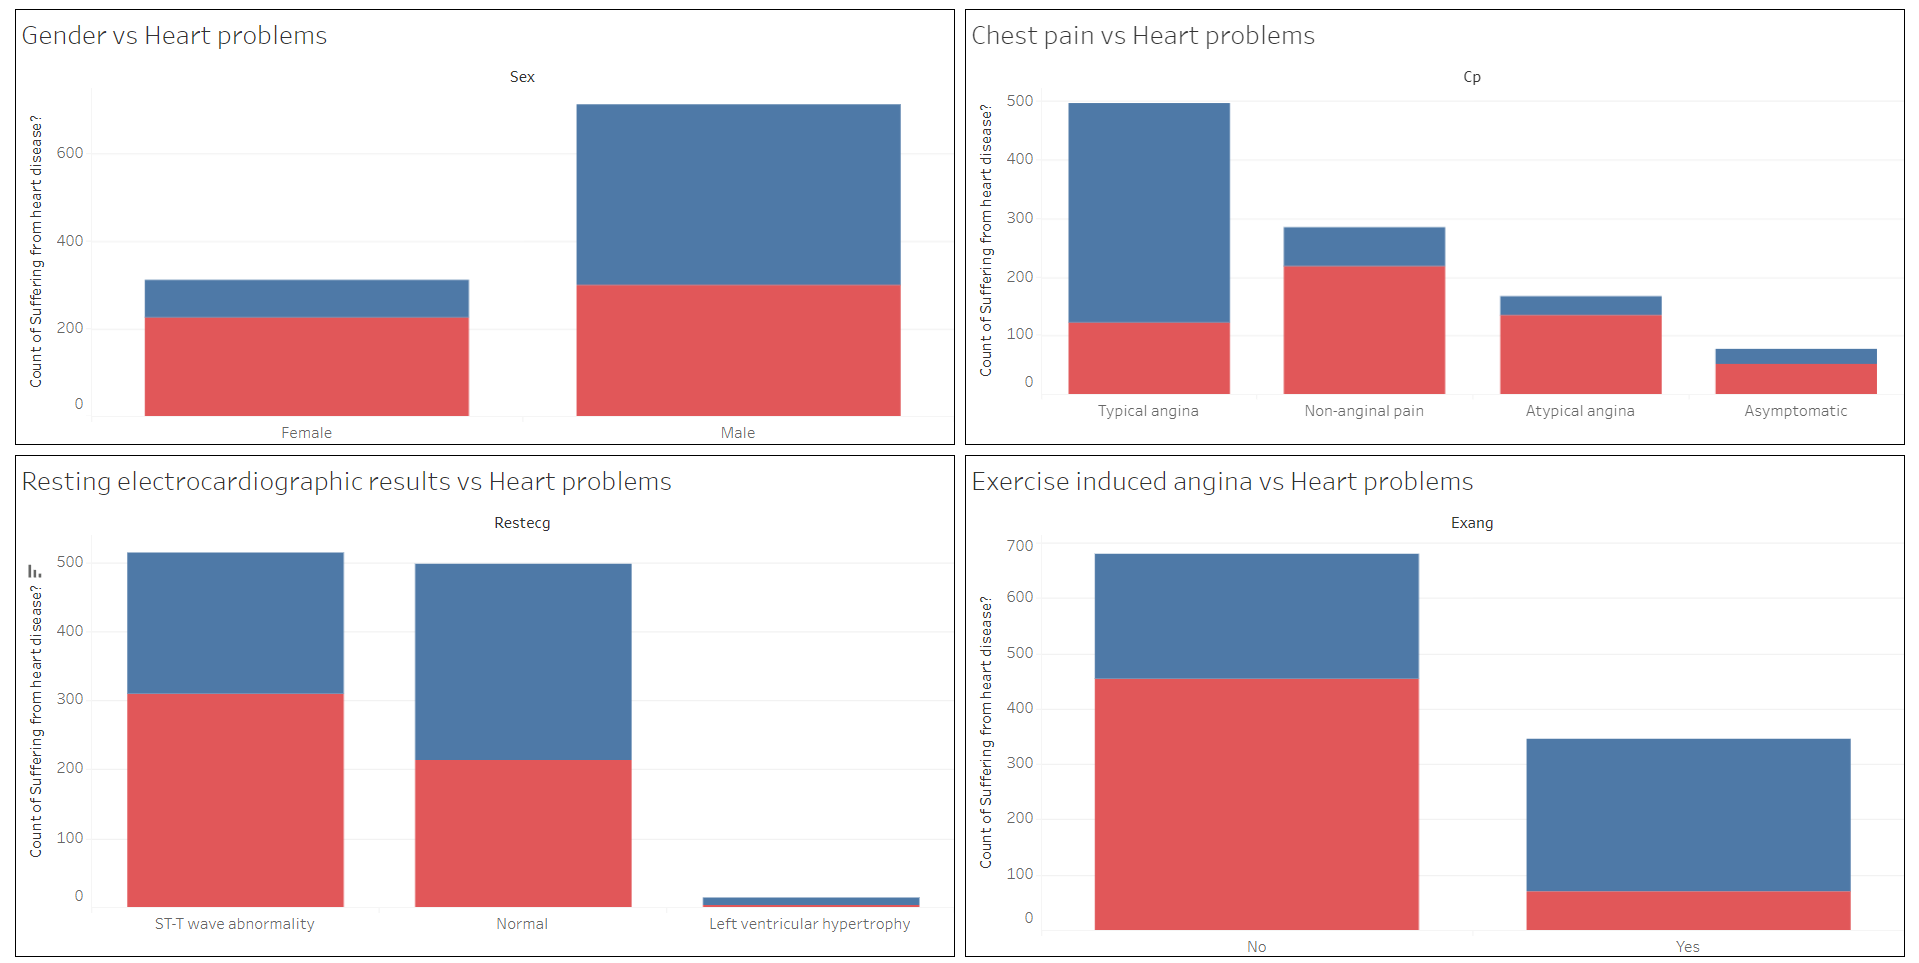 Gender vs Heart problems
Sex
Count of Suffering from heart disease?
600
400
200
0
Female
Male
Chest pain vs Heart problems
Cp
Count of Suffering from heart disease?
500
400
300
200
100
0
Typical angina
Non-anginal pain
Atypical angina
Asymptomatic
Resting electrocardiographic results vs Heart problems
Restecg
Count of Suffering from heart disease?
500
400
300
200
100
0
ST-T wave abnormality
Normal
Left ventricular hypertrophy
Exercise induced angina vs Heart problems
Exang
Count of Suffering from heart disease?
700
600
500
400
300
200
100
0
No
Yes